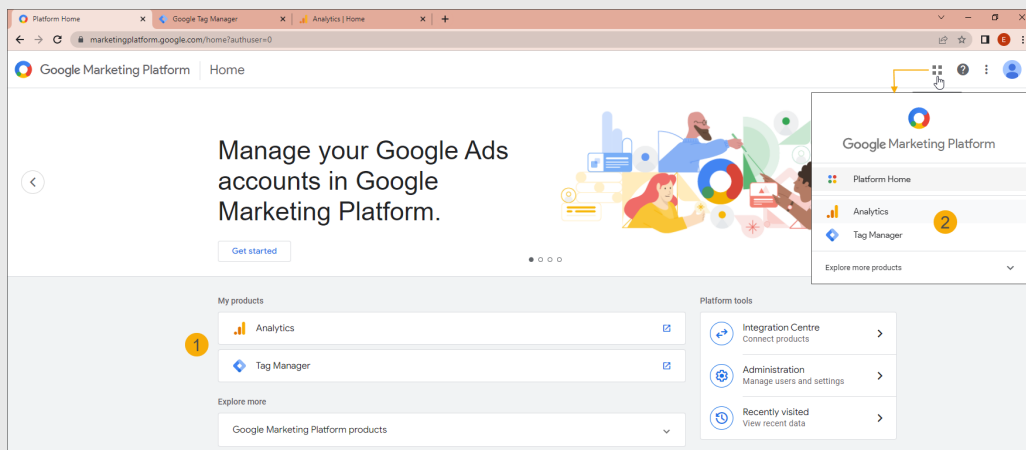 Platform Home
Google Tag Manager
Analytics | Home
marketingplatform.google.com/home?authuser=0
E
Google Marketing Platform
Home
Manage your Google Ads
accounts in Google
Marketing Platform.
Get started
Google Marketing Platform
Platform Home
Analytics
Tag Manager
2
Explore more products
My products
Analytics
1
Tag Manager
Explore more
Google Marketing Platform products
Platform tools
Integration Centre
Connect products
Administration
Manage users and settings
Recently visited
View recent data